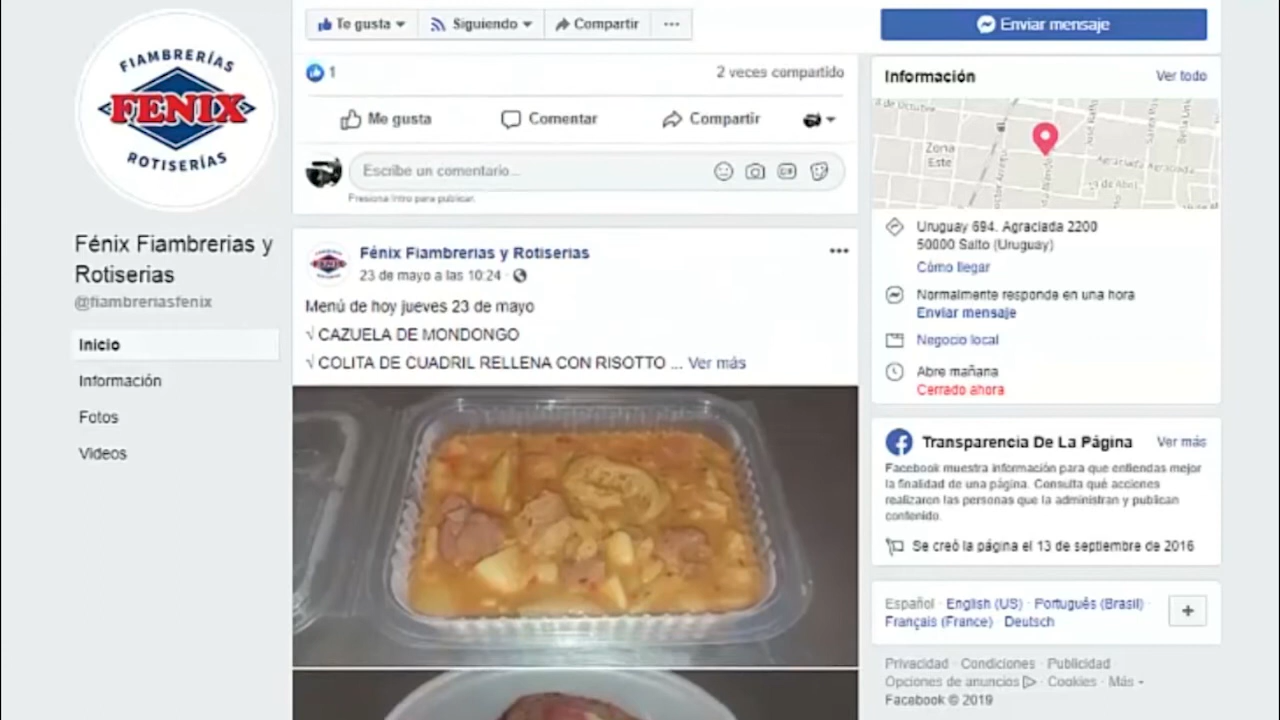 FIAMBRERÍAS
FENIX
ROTISERÍAS
Fénix Fiambrerias y
Rotiserias
@fiambreriasfenix
Inicio
Información
Fotos
Videos
Te gusta
Siguiendo
Compartir
Enviar mensaje
1
2 veces compartido
Me gusta
Comentar
Compartir
Escribe un comentario...
GIF
Presiona Intro para publicar.
FENIX
Fénix Fiambrerias y Rotiserias
23 de mayo a las 10:24
Menú de hoy jueves 23 de mayo
√ CAZUELA DE MONDONGO
√ COLITA DE CUADRIL RELLENA CON RISOTTO ... Ver más
Información
Ver todo
8 de Octubre
Zona
Este
Agraciada Agraciada
Uruguay 694. Agraciada 2200
50000 Salto (Uruguay)
Cómo llegar
Normalmente responde en una hora
Enviar mensaje
Negocio local
Abre mañana
Cerrado ahora
Transparencia De La Página
Ver más
Facebook muestra información para que entiendas mejor
la finalidad de una página. Consulta qué acciones
realizaron las personas que la administran y publican
contenido.
Se creó la página el 13 de septiembre de 2016
Español · English (US) · Português (Brasil) ·
Français (France) · Deutsch
+
Privacidad · Condiciones · Publicidad
Opciones de anuncios · Cookies · Más
Facebook © 2019